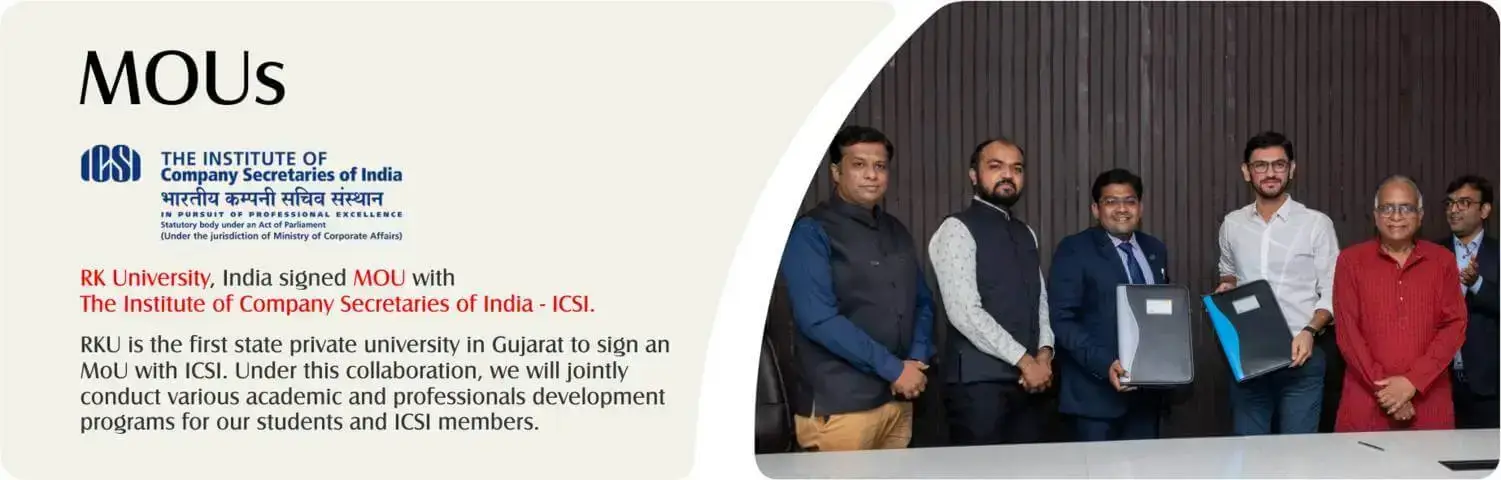 MOUs
ICSI
THE INSTITUTE OF
Company Secretaries of India
भारतीय कम्पनी सचिव संस्थान
IN PURSUIT OF PROFESSIONAL EXCELLENCE
Statutory body under an Act of Parliament
(Under the jurisdiction of Ministry of Corporate Affairs)
RK University, India signed MOU with
The Institute of Company Secretaries of India - ICSI.
RKU is the first state private university in Gujarat to sign an
MoU with ICSI. Under this collaboration, we will jointly
conduct various academic and professionals development
programs for our students and ICSI members.